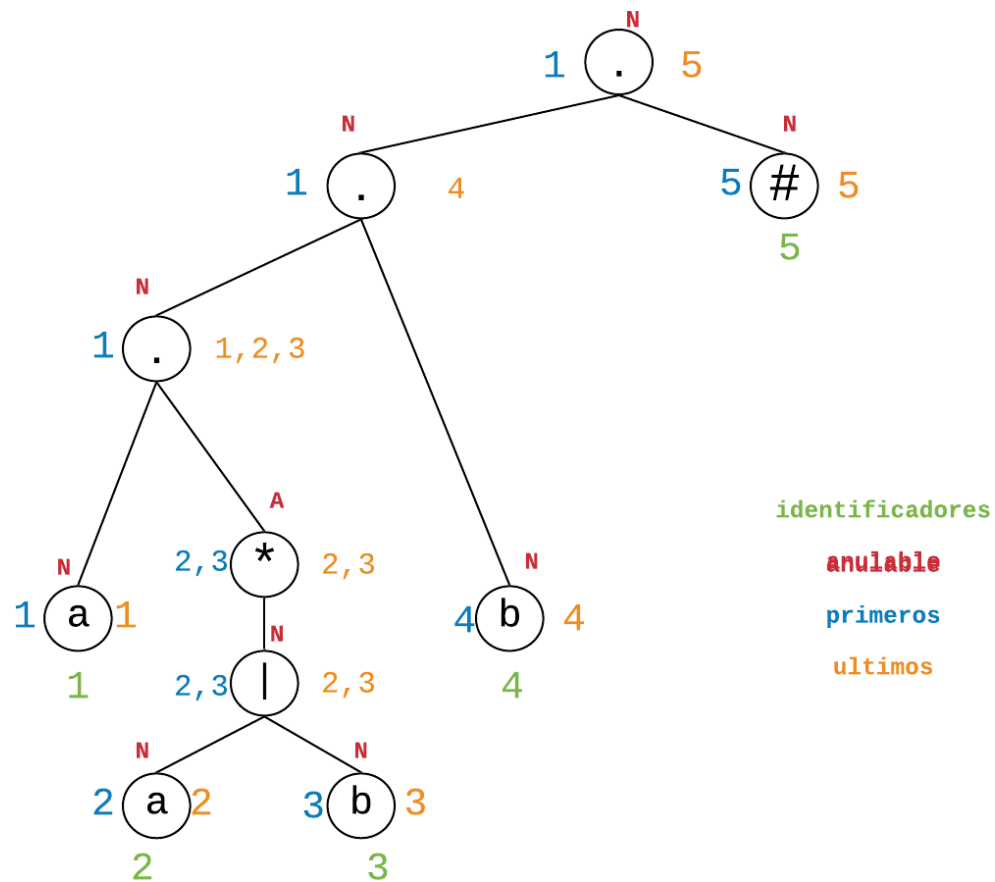 N
1 . 5
N N
1 . 4 5 # 5
5
N
1 . 1,2,3
identificadores
A
anulable
N 2,3 * 2,3 N
1 a 1 4 b 4
primeros
N
ultimos
1 2,3 | 2,3 4
N N
2 a 2 3 b 3
2 3